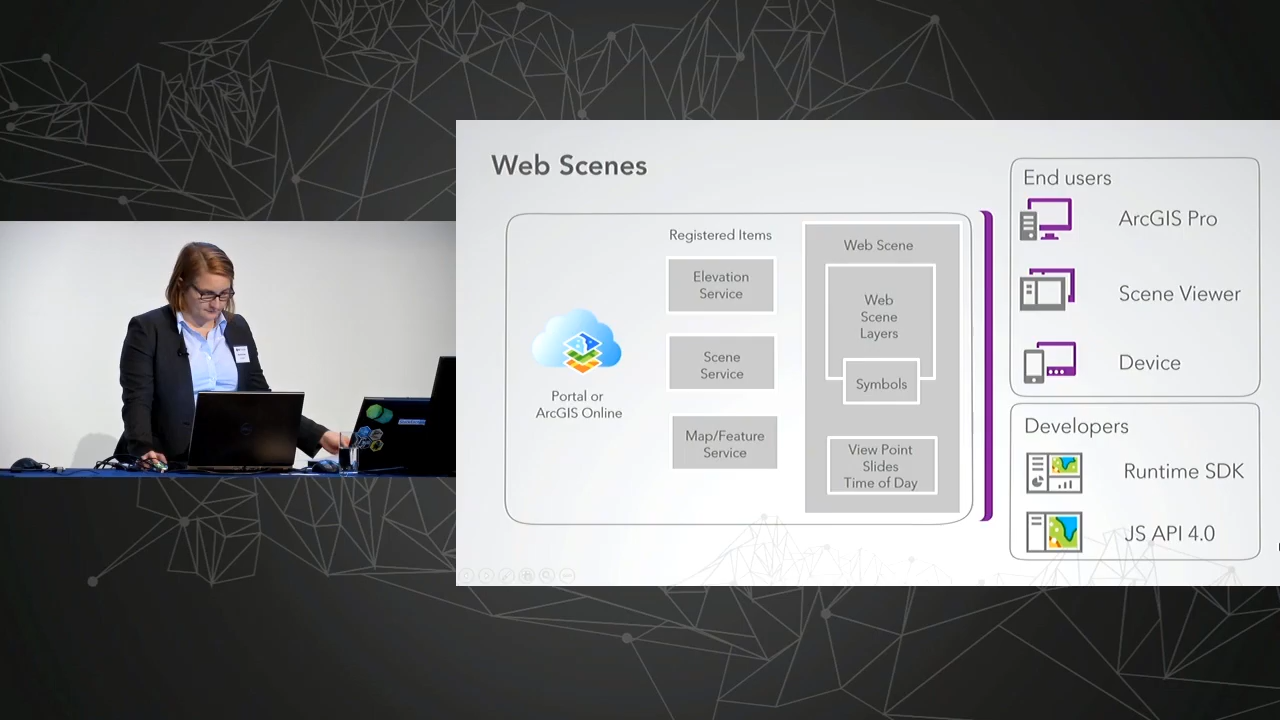 Web Scenes
Portal or
ArcGIS Online
Registered Items
Elevation
Service
Scene
Service
Map/Feature
Service
Web Scene
Web
Scene
Layers
Symbols
View Point
Slides
Time of Day
End users
ArcGIS Pro
Scene Viewer
Device
Developers
Runtime SDK
JS API 4.0